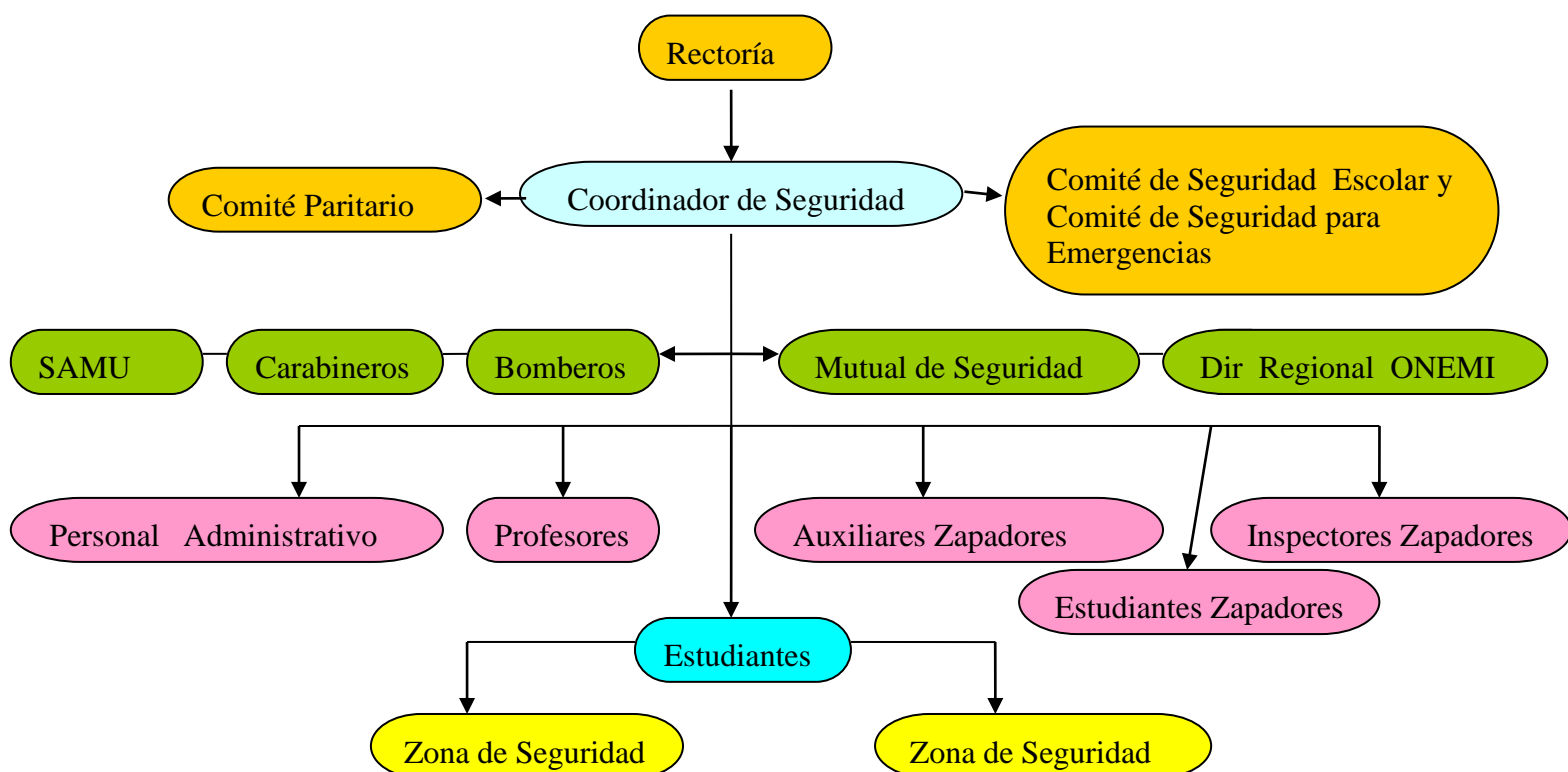 Rectoría
Comité Paritario
Coordinador de Seguridad
Comité de Seguridad Escolar y
Comité de Seguridad para
Emergencias
SAMU
Carabineros
Bomberos
Mutual de Seguridad
Dir Regional ONEMI
Personal Administrativo
Profesores
Auxiliares Zapadores
Inspectores Zapadores
Estudiantes Zapadores
Estudiantes
Zona de Seguridad
Zona de Seguridad